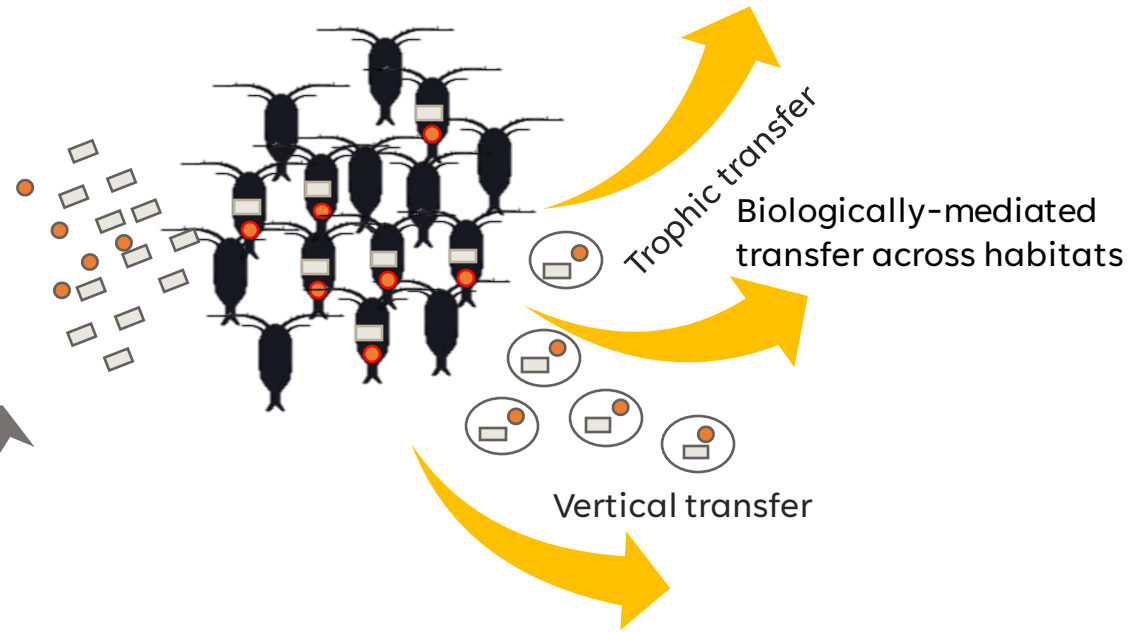 Trophic transfer
Biologically-mediated
transfer across habitats
Vertical transfer